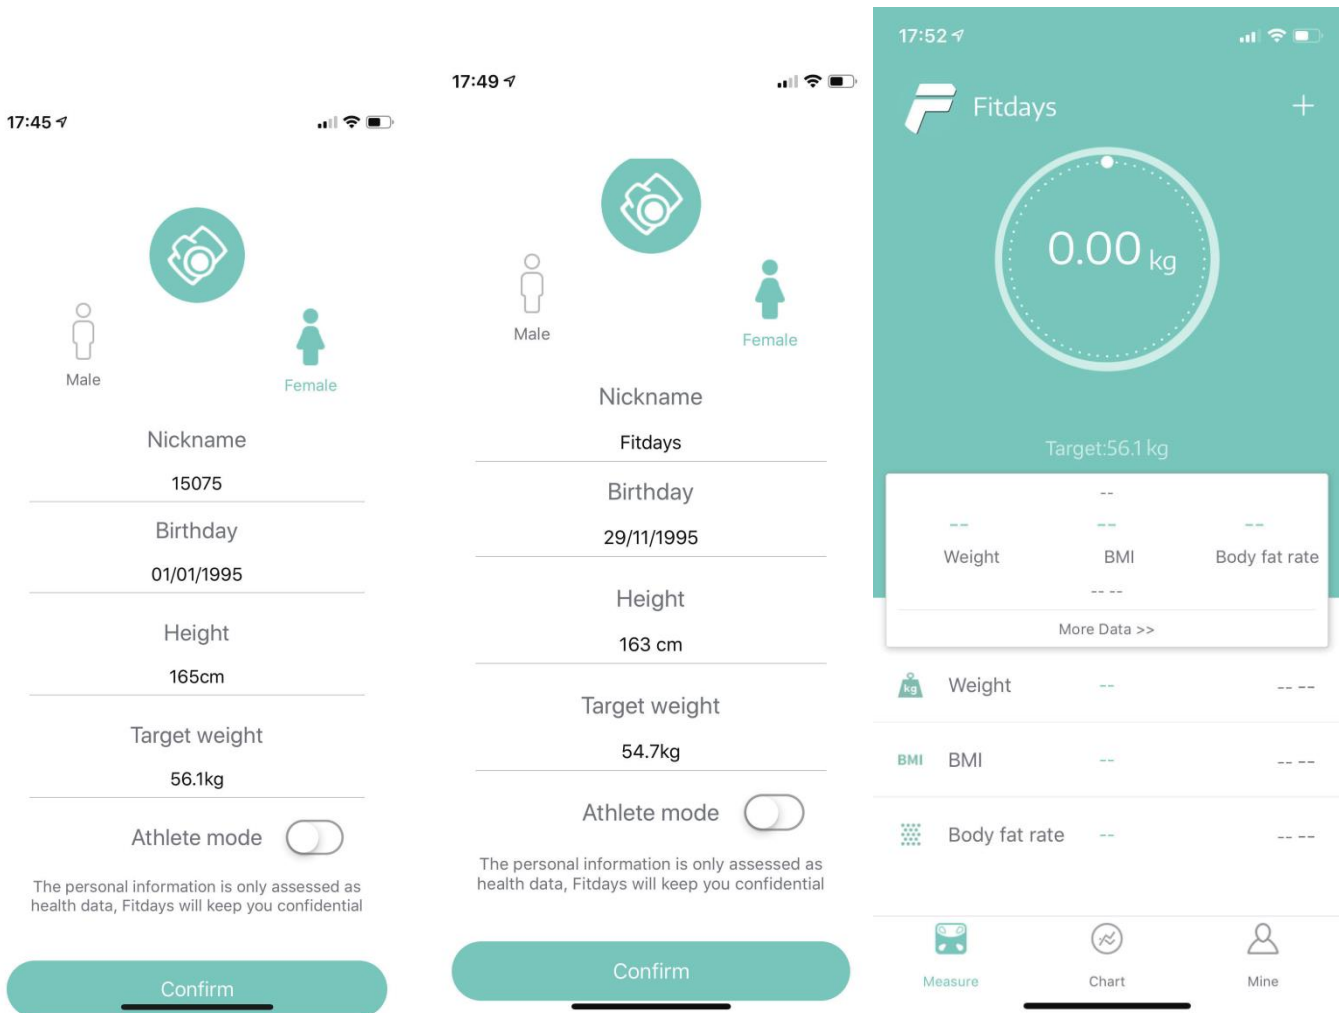 17:45
Male
Female
Nickname
15075
Birthday
01/01/1995
Height
165cm
Target weight
56.1kg
Athlete mode
The personal information is only assessed as
health data, Fitdays will keep you confidential
Confirm
17:49
Male
Female
Nickname
Fitdays
Birthday
29/11/1995
Height
163 cm
Target weight
54.7kg
Athlete mode
The personal information is only assessed as
health data, Fitdays will keep you confidential
Confirm
17:52
Fitdays +
0.00 kg
Target:56.1 kg
--
-- -- --
Weight BMI Body fat rate
-- --
More Data >>
kg Weight -- -- --
BMI BMI -- -- --
Body fat rate -- -- --
Measure Chart Mine